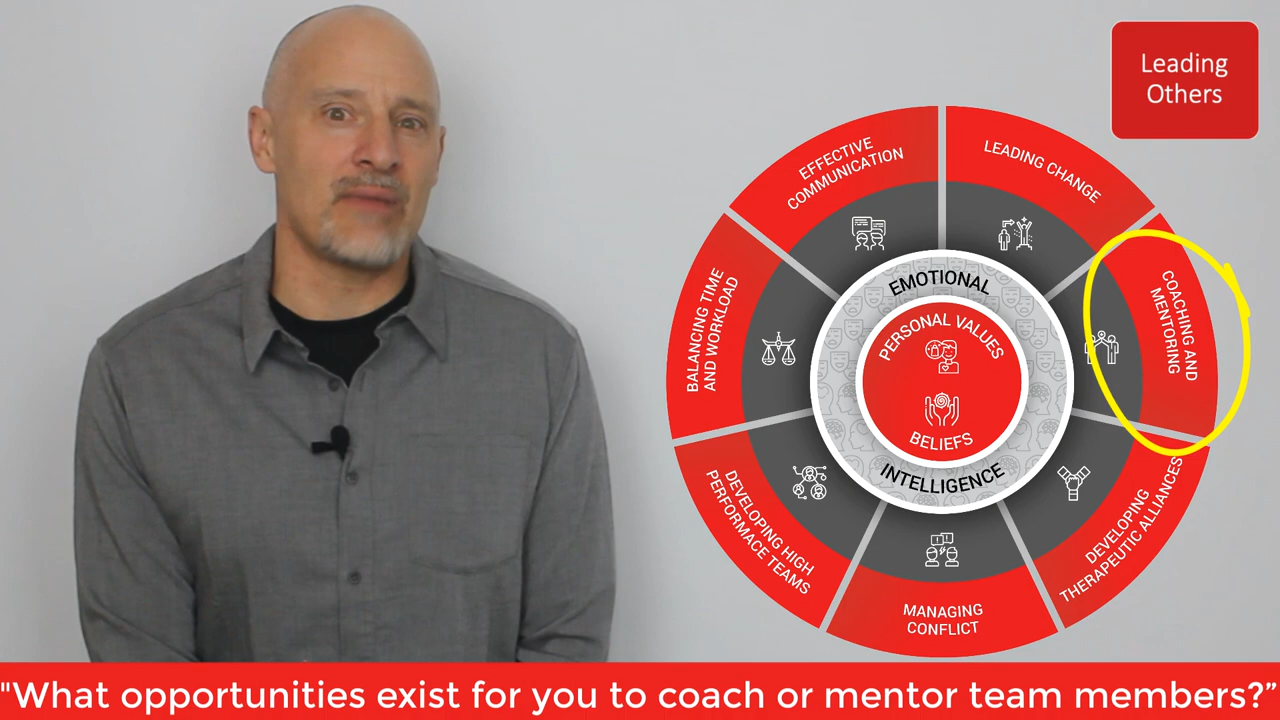 Leading
Others
EFFECTIVE
COMMUNICATION
LEADING CHANGE
COACHING AND
MENTORING
BALANCING TIME
AND WORKLOAD
EMOTIONAL
PERSONAL VALUES
BELIEFS
INTELLIGENCE
DEVELOPING HIGH
PERFORMACE TEAMS
MANAGING
CONFLICT
DEVELOPING
THERAPEUTIC ALLIANCES
"What opportunities exist for you to coach or mentor team members?”